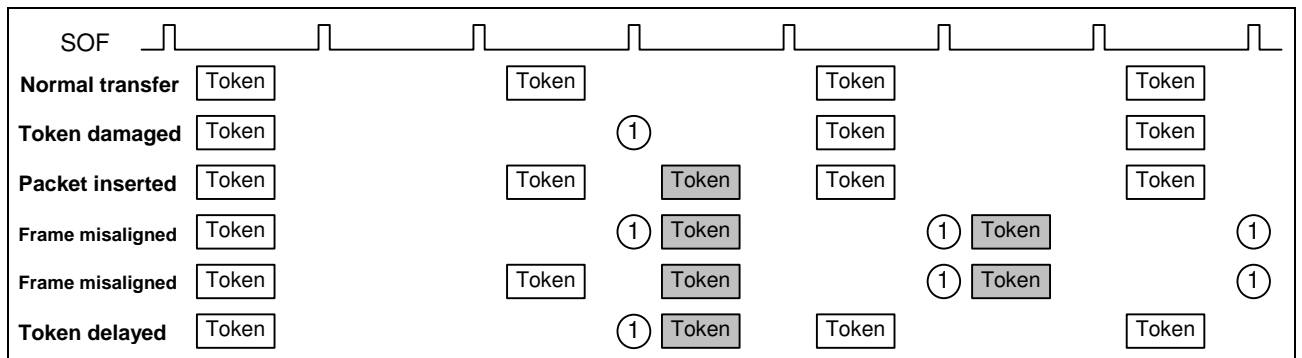 SOF
Normal transfer Token Token Token Token
Token damaged Token 1 Token Token
Packet inserted Token Token Token Token Token
Frame misaligned Token 1 Token 1 Token 1
Frame misaligned Token Token Token 1 Token 1
Token delayed Token 1 Token Token Token